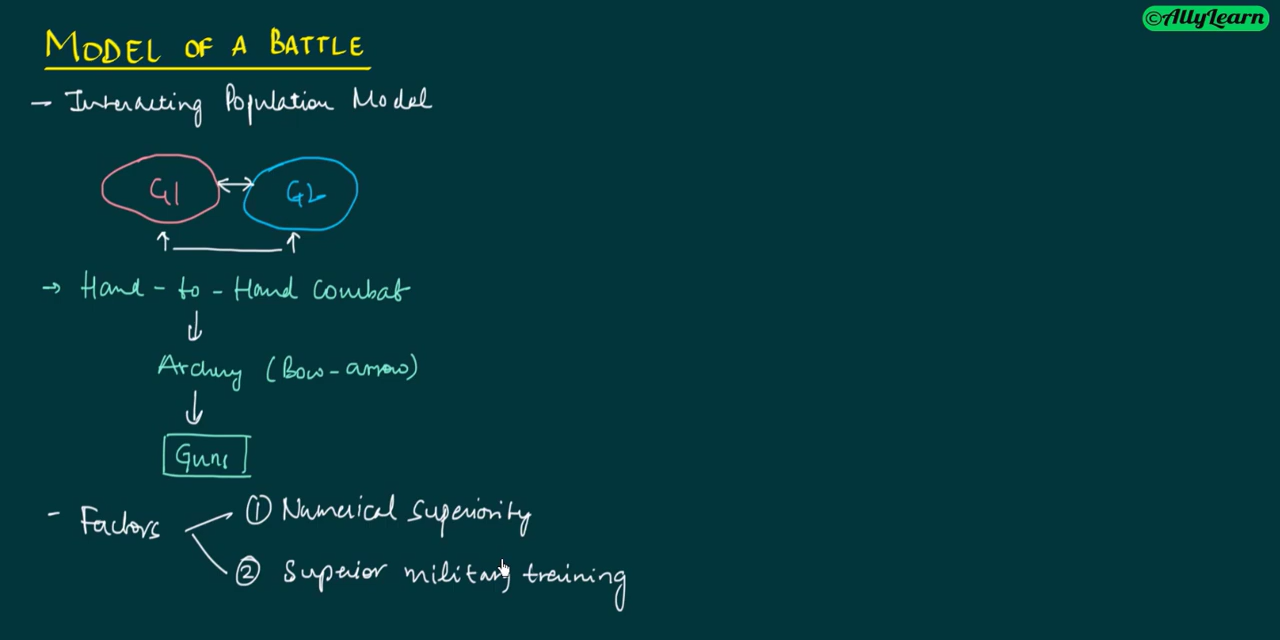 ©AllyLearn
MODEL OF A BATTLE
- Interacting Population Model
G1 ↔ G2
→ Hand - to - Hand combat
Archery (Bow - arrow)
Guns
- Factors
① Numerical superiority
② Superior military training